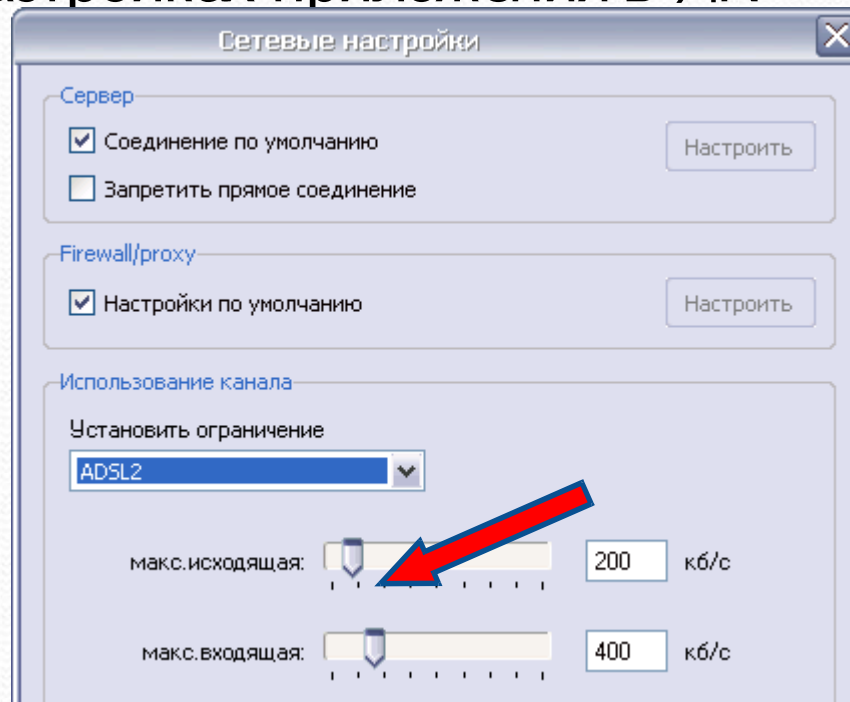 Сетевые настройки
Сервер
Соединение по умолчанию
Настроить
Запретить прямое соединение
Firewall/proxy
Настройки по умолчанию
Настроить
Использование канала
Установить ограничение
ADSL2
макс.исходящая: 200 кб/с
макс.входящая: 400 кб/с